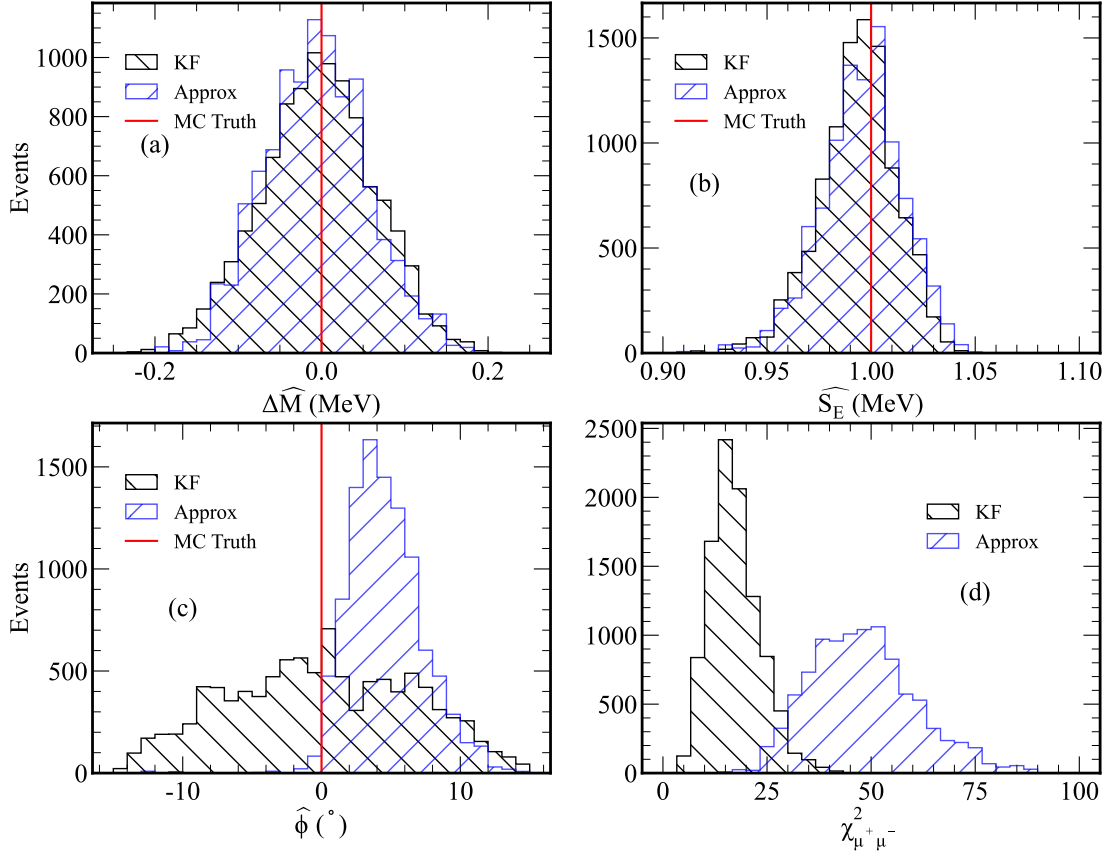 1000
800
600
400
200
0
Events
KF
Approx
MC Truth
(a)
-0.2 0.0 0.2
ΔM̂ (MeV)
1500
1000
500
0
KF
Approx
MC Truth
(b)
0.90 0.95 1.00 1.05 1.10
Ŝ_E (MeV)
1500
1000
500
0
Events
KF
Approx
MC Truth
(c)
-10 0 10
ϕ̂ (°)
2500
2000
1500
1000
500
0
KF
Approx
(d)
0 25 50 75 100
χ²_μ⁺μ⁻